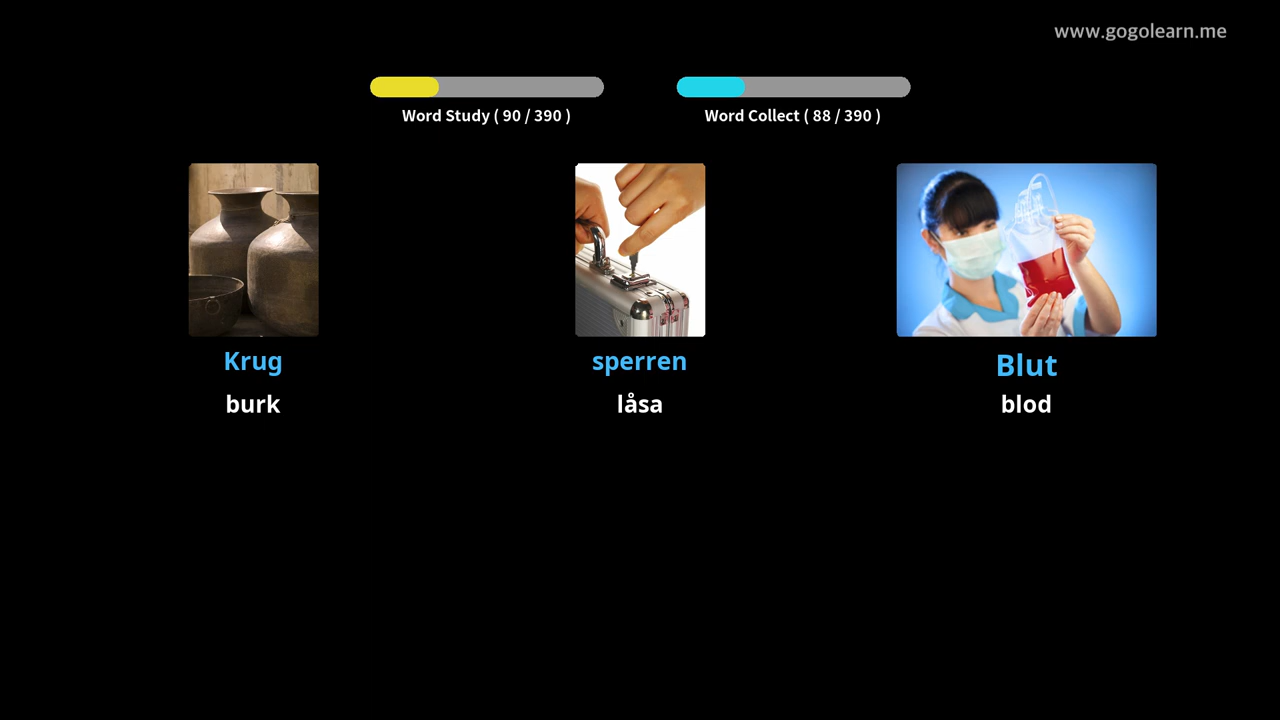 www.gogolearn.me
Word Study ( 90 / 390 )
Word Collect ( 88 / 390 )
Krug
burk
sperren
låsa
Blut
blod